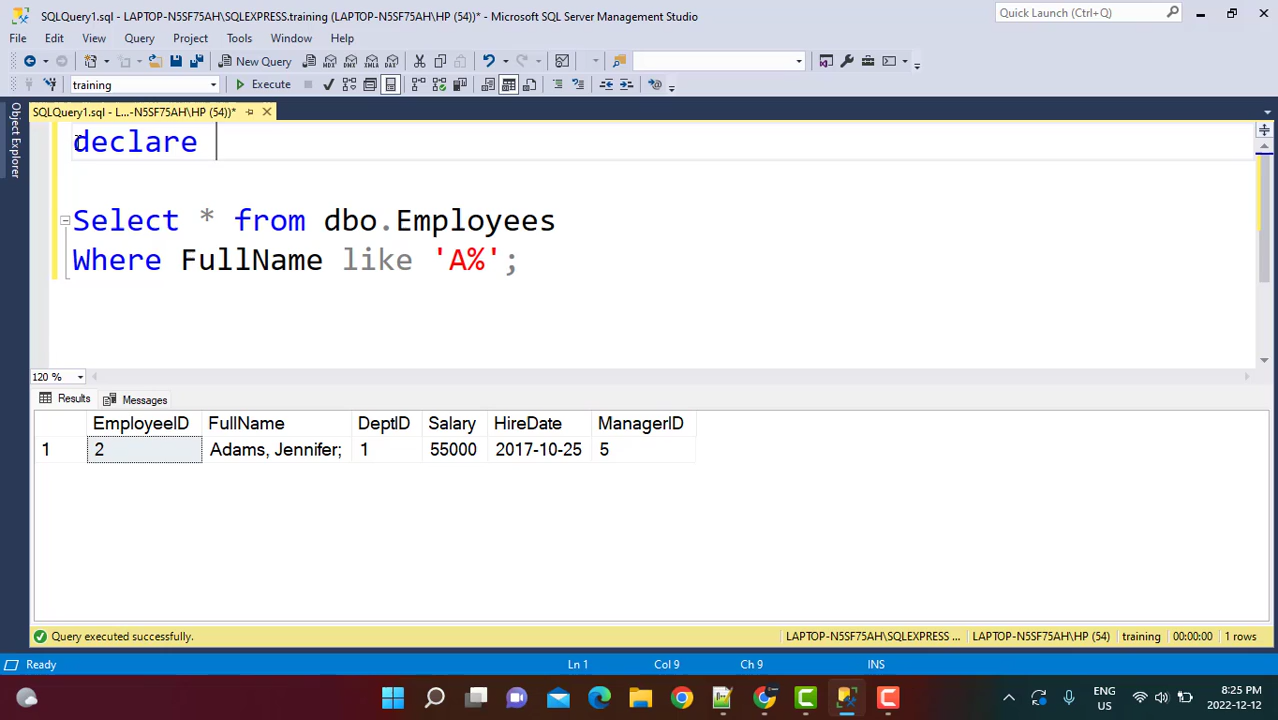 SQLQuery1.sql - LAPTOP-N5SF75AH\SQLEXPRESS.training (LAPTOP-N5SF75AH\HP (54))* - Microsoft SQL Server Management Studio
Quick Launch (Ctrl+Q)
File Edit View Query Project Tools Window Help
New Query
training
Execute
SQLQuery1.sql - L...-N5SF75AH\HP (54))*
Object Explorer
declare
Select * from dbo.Employees
Where FullName like 'A%';
120 %
Results Messages
EmployeeID FullName DeptID Salary HireDate ManagerID
1 2 Adams, Jennifer; 1 55000 2017-10-25 5
Query executed successfully. LAPTOP-N5SF75AH\SQLEXPRESS ... LAPTOP-N5SF75AH\HP (54) training 00:00:00 1 rows
Ready Ln 1 Col 9 Ch 9 INS
ENG
US
8:25 PM
2022-12-12